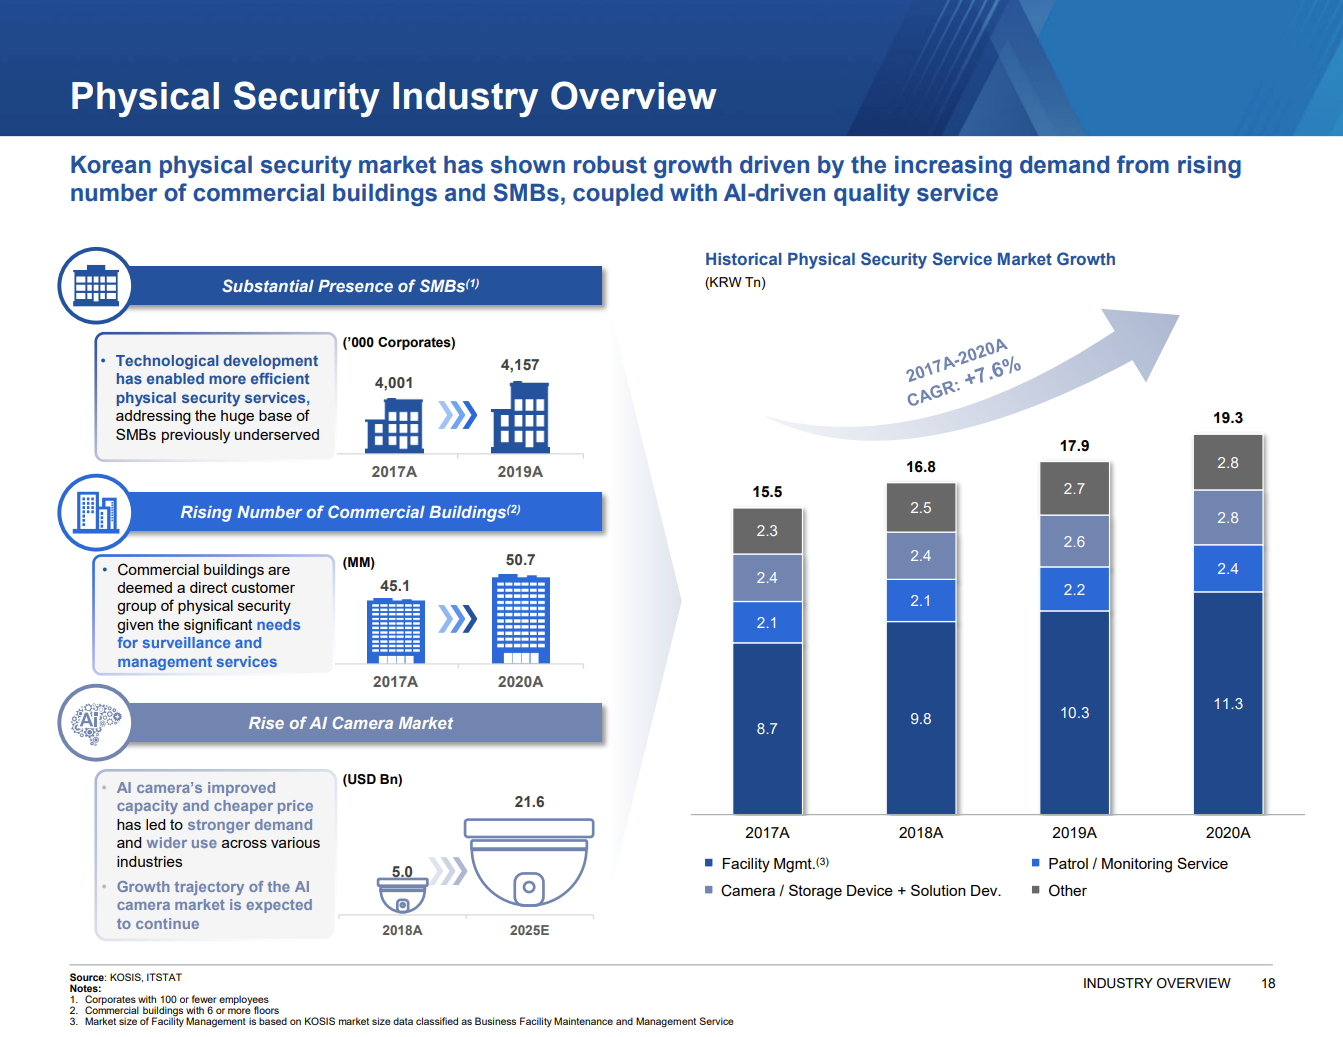 Physical Security Industry Overview
Korean physical security market has shown robust growth driven by the increasing demand from rising
number of commercial buildings and SMBs, coupled with AI-driven quality service
Substantial Presence of SMBs(1)
• Technological development
has enabled more efficient
physical security services,
addressing the huge base of
SMBs previously underserved
('000 Corporates)
4,001
4,157
2017A
2019A
Rising Number of Commercial Buildings(2)
• Commercial buildings are
deemed a direct customer
group of physical security
given the significant needs
for surveillance and
management services
(MM)
45.1
50.7
2017A
2020A
Ai
Rise of AI Camera Market
• AI camera's improved
capacity and cheaper price
has led to stronger demand
and wider use across various
industries
• Growth trajectory of the AI
camera market is expected
to continue
(USD Bn)
5.0
21.6
2018A
2025E
Historical Physical Security Service Market Growth
(KRW Tn)
2017A-2020A
CAGR: +7.6%
15.5
16.8
17.9
19.3
2.3
2.5
2.7
2.8
2.4
2.4
2.6
2.8
2.1
2.1
2.2
2.4
8.7
9.8
10.3
11.3
2017A
2018A
2019A
2020A
Facility Mgmt.(3)
Patrol / Monitoring Service
Camera / Storage Device + Solution Dev.
Other
Source: KOSIS, ITSTAT
Notes:
1. Corporates with 100 or fewer employees
2. Commercial buildings with 6 or more floors
3. Market size of Facility Management is based on KOSIS market size data classified as Business Facility Maintenance and Management Service
INDUSTRY OVERVIEW 18